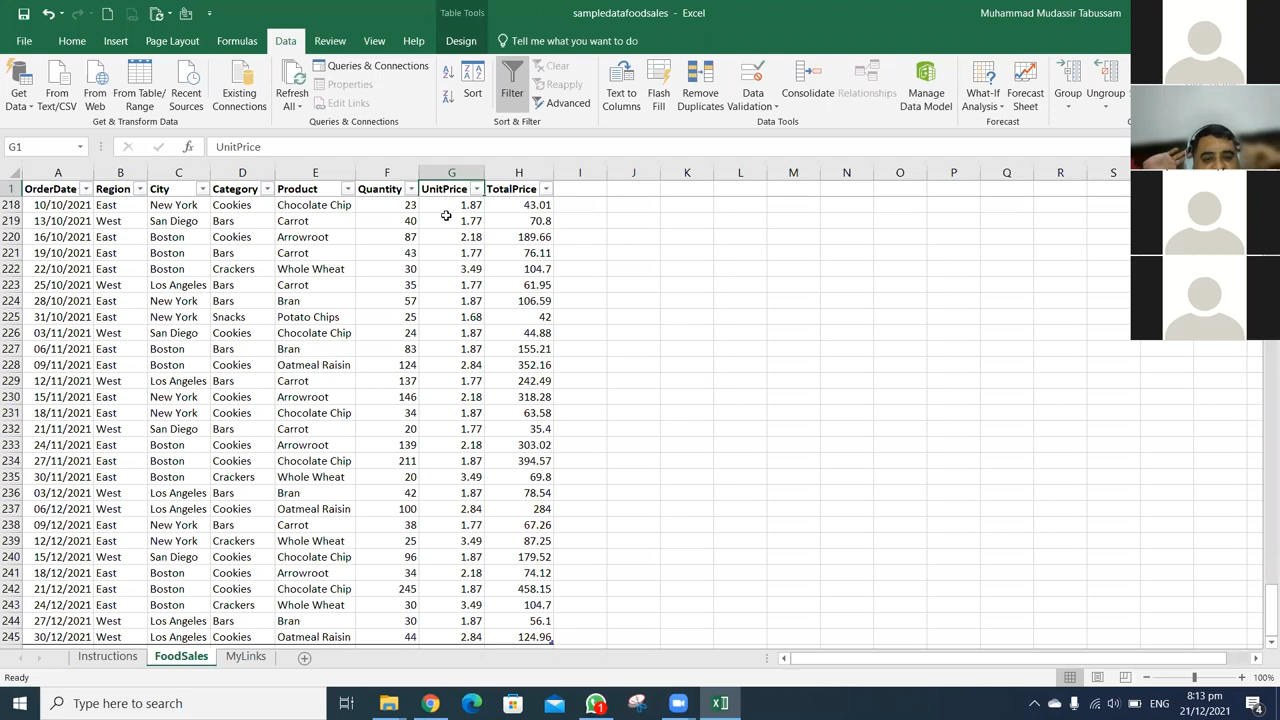 Table Tools
sampledatafoodsales - Excel
Muhammad Mudassir Tabussam
File Home Insert Page Layout Formulas Data Review View Help Design Tell me what you want to do
Get Data From Text/CSV From Web From Table/Range Recent Sources Existing Connections
Get & Transform Data
Refresh All Queries & Connections Properties Edit Links
Queries & Connections
Sort Filter Clear Reapply Advanced
Sort & Filter
Text to Columns Flash Fill Remove Duplicates Data Validation Consolidate Relationships Manage Data Model
Data Tools
What-If Analysis Forecast Sheet
Forecast
Group Ungroup
G1 fx UnitPrice
A B C D E F G H I J K L M N O P Q R S
1 OrderDate Region City Category Product Quantity UnitPrice TotalPrice
218 10/10/2021 East New York Cookies Chocolate Chip 23 1.87 43.01
219 13/10/2021 West San Diego Bars Carrot 40 1.77 70.8
220 16/10/2021 East Boston Cookies Arrowroot 87 2.18 189.66
221 19/10/2021 East Boston Bars Carrot 43 1.77 76.11
222 22/10/2021 East Boston Crackers Whole Wheat 30 3.49 104.7
223 25/10/2021 West Los Angeles Bars Carrot 35 1.77 61.95
224 28/10/2021 East New York Bars Bran 57 1.87 106.59
225 31/10/2021 East New York Snacks Potato Chips 25 1.68 42
226 03/11/2021 West San Diego Cookies Chocolate Chip 24 1.87 44.88
227 06/11/2021 East Boston Bars Bran 83 1.87 155.21
228 09/11/2021 East Boston Cookies Oatmeal Raisin 124 2.84 352.16
229 12/11/2021 West Los Angeles Bars Carrot 137 1.77 242.49
230 15/11/2021 East New York Cookies Arrowroot 146 2.18 318.28
231 18/11/2021 East New York Cookies Chocolate Chip 34 1.87 63.58
232 21/11/2021 West San Diego Bars Carrot 20 1.77 35.4
233 24/11/2021 East Boston Cookies Arrowroot 139 2.18 303.02
234 27/11/2021 East Boston Cookies Chocolate Chip 211 1.87 394.57
235 30/11/2021 East Boston Crackers Whole Wheat 20 3.49 69.8
236 03/12/2021 West Los Angeles Bars Bran 42 1.87 78.54
237 06/12/2021 West Los Angeles Cookies Oatmeal Raisin 100 2.84 284
238 09/12/2021 East New York Bars Carrot 38 1.77 67.26
239 12/12/2021 East New York Crackers Whole Wheat 25 3.49 87.25
240 15/12/2021 West San Diego Cookies Chocolate Chip 96 1.87 179.52
241 18/12/2021 East Boston Cookies Arrowroot 34 2.18 74.12
242 21/12/2021 East Boston Cookies Chocolate Chip 245 1.87 458.15
243 24/12/2021 East Boston Crackers Whole Wheat 30 3.49 104.7
244 27/12/2021 West Los Angeles Bars Bran 30 1.87 56.1
245 30/12/2021 West Los Angeles Cookies Oatmeal Raisin 44 2.84 124.96
Instructions FoodSales MyLinks
Ready 100%
Type here to search
1
ENG
8:13 pm
21/12/2021
4